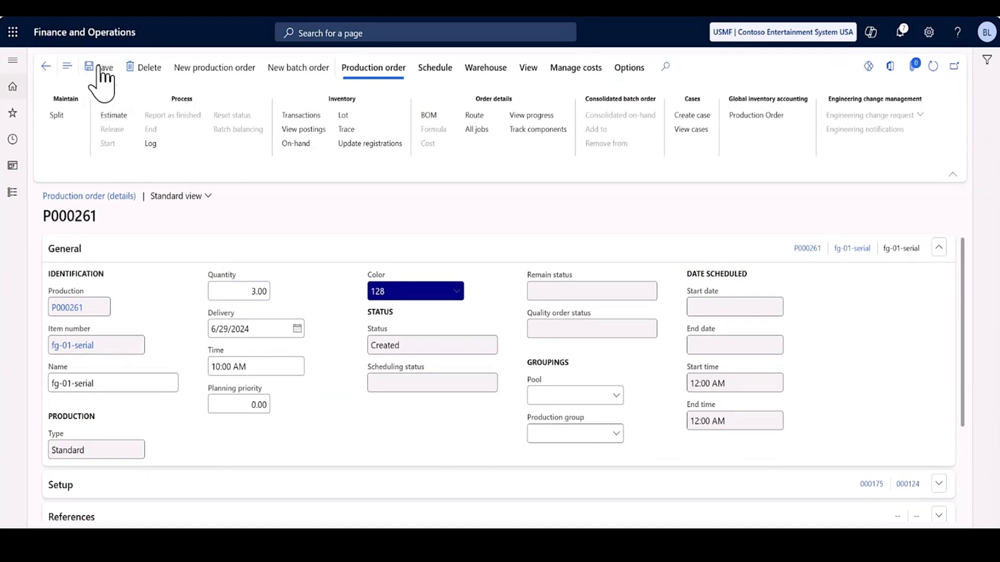 Finance and Operations
Search for a page
USMF | Contoso Entertainment System USA
7
BL
Delete
New production order
New batch order
Production order
Schedule
Warehouse
View
Manage costs
Options
0
Maintain
Split
Process
Estimate
Report as finished
Reset status
Release
End
Batch balancing
Start
Log
Inventory
Transactions
Lot
View postings
Trace
On-hand
Update registrations
Order details
BOM
Route
View progress
Formula
All jobs
Track components
Cost
Consolidated batch order
Consolidated on-hand
Add to
Remove from
Cases
Create case
View cases
Global inventory accounting
Production Order
Engineering change management
Engineering change request
Engineering notifications
Production order (details) | Standard view
P000261
General
P000261
fg-01-serial
fg-01-serial
IDENTIFICATION
Production
P000261
Item number
fg-01-serial
Name
fg-01-serial
PRODUCTION
Type
Standard
Quantity
3.00
Delivery
6/29/2024
Time
10:00 AM
Planning priority
0.00
Color
128
STATUS
Status
Created
Scheduling status
Remain status
Quality order status
GROUPINGS
Pool
Production group
DATE SCHEDULED
Start date
End date
Start time
12:00 AM
End time
12:00 AM
Setup
000175
000124
References
--
--